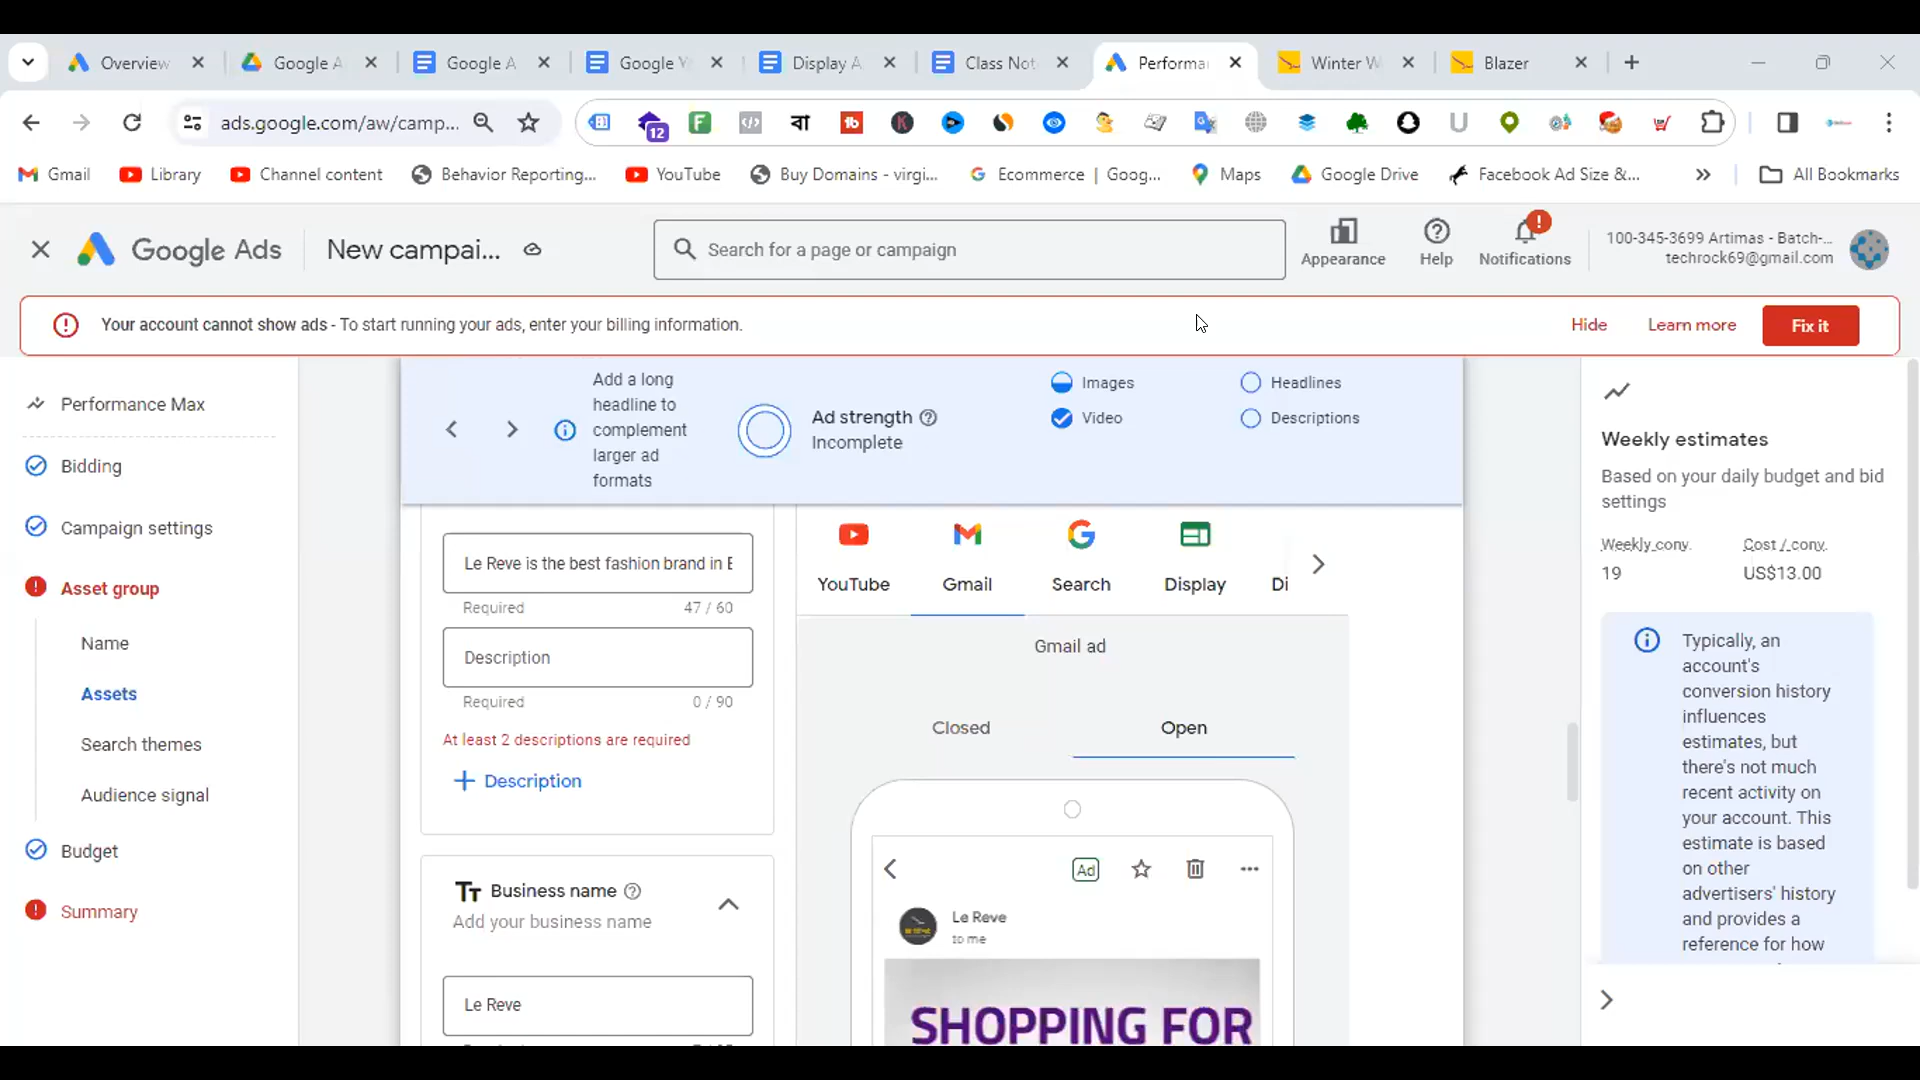 Overview
Google A
Google A
Google V
Display A
Class Not
Performa
Winter W
Blazer
ads.google.com/aw/camp...
12
F
বা
K
U
Gmail
Library
Channel content
Behavior Reporting...
YouTube
Buy Domains - virgi...
Ecommerce | Goog...
Maps
Google Drive
Facebook Ad Size &...
All Bookmarks
Google Ads
New campai...
Search for a page or campaign
Appearance
Help
Notifications
100-345-3699 Artimas - Batch-...
techrock69@gmail.com
Your account cannot show ads - To start running your ads, enter your billing information.
Hide
Learn more
Fix it
Performance Max
Bidding
Campaign settings
Asset group
Name
Assets
Search themes
Audience signal
Budget
Summary
Add a long
headline to
complement
larger ad
formats
Ad strength
Incomplete
Images
Video
Headlines
Descriptions
Le Reve is the best fashion brand in E
Required
47 / 60
Description
Required
0 / 90
At least 2 descriptions are required
+ Description
Business name
Add your business name
Le Reve
YouTube
Gmail
Search
Display
Di
Gmail ad
Closed
Open
Ad
Le Reve
to me
SHOPPING FOR
Weekly estimates
Based on your daily budget and bid
settings
Weekly conv.
Cost / conv.
19
US$13.00
Typically, an
account's
conversion history
influences
estimates, but
there's not much
recent activity on
your account. This
estimate is based
on other
advertisers' history
and provides a
reference for how